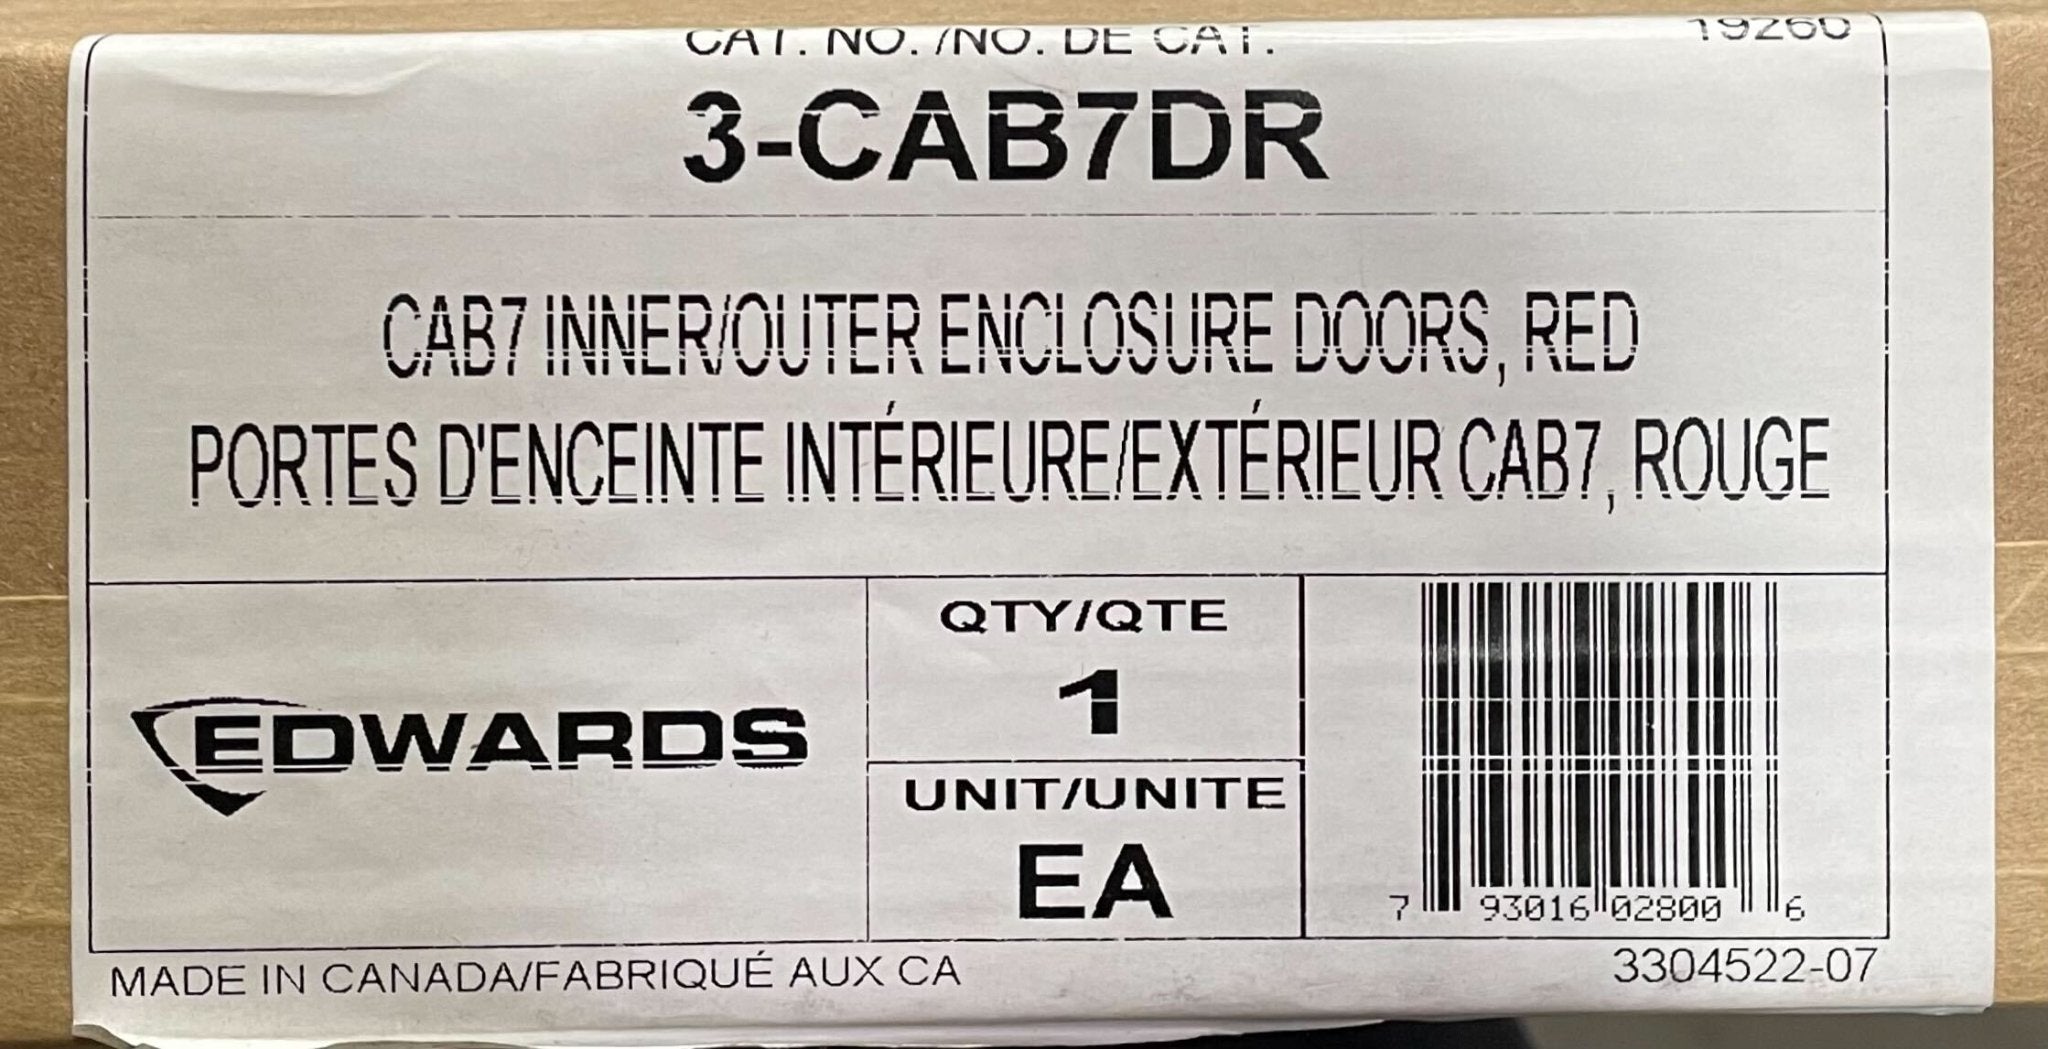 CAT. NO. /NO. DE CAT.
19260
3-CAB7DR
CAB7 INNER/OUTER ENCLOSURE DOORS, RED
PORTES D'ENCEINTE INTÉRIEURE/EXTÉRIEUR CAB7, ROUGE
EDWARDS
QTY/QTE
1
UNIT/UNITE
EA
7 93016 02800 6
MADE IN CANADA/FABRIQUÉ AUX CA
3304522-07